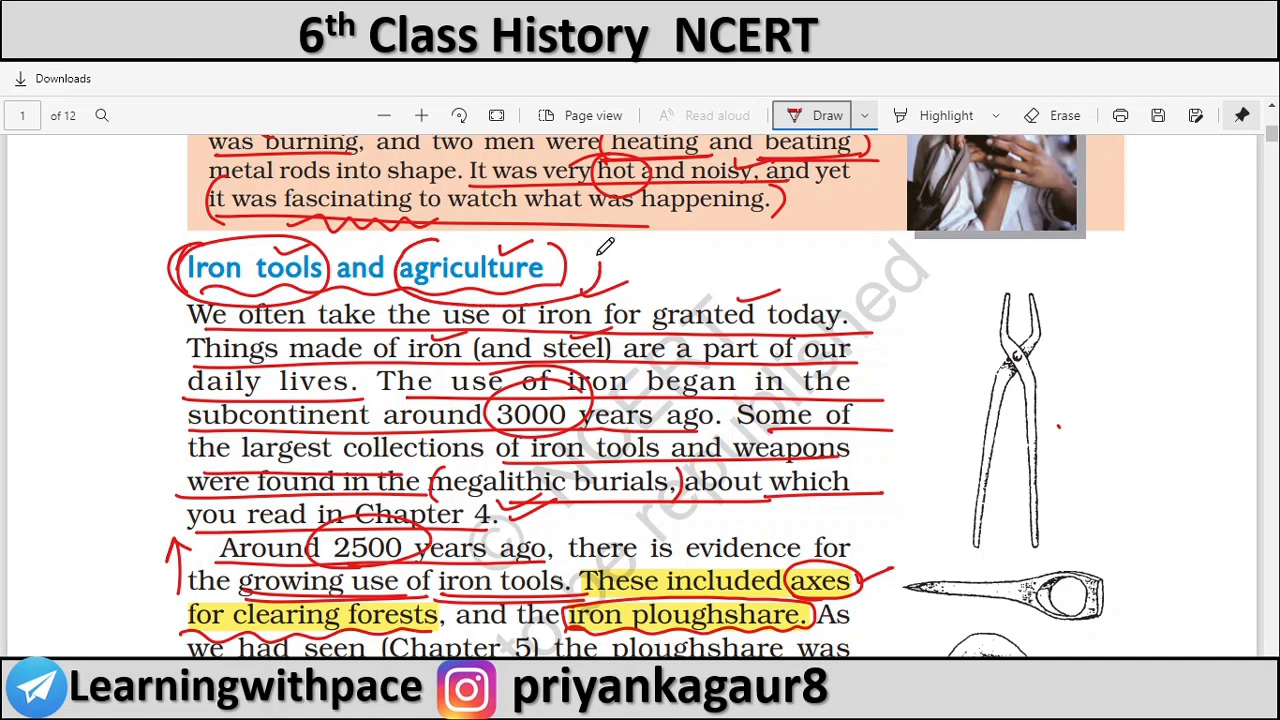 6th Class History NCERT
Downloads
1 of 12 Page view Read aloud Draw Highlight Erase
was burning, and two men were heating and beating
metal rods into shape. It was very hot and noisy, and yet
it was fascinating to watch what was happening.
Iron tools and agriculture
We often take the use of iron for granted today.
Things made of iron (and steel) are a part of our
daily lives. The use of iron began in the
subcontinent around 3000 years ago. Some of
the largest collections of iron tools and weapons
were found in the megalithic burials, about which
you read in Chapter 4.
Around 2500 years ago, there is evidence for
the growing use of iron tools. These included axes
for clearing forests, and the iron ploughshare. As
we had seen (Chapter 5) the ploughshare was
© NCERT
to be republished
Learningwithpace priyankagaur8